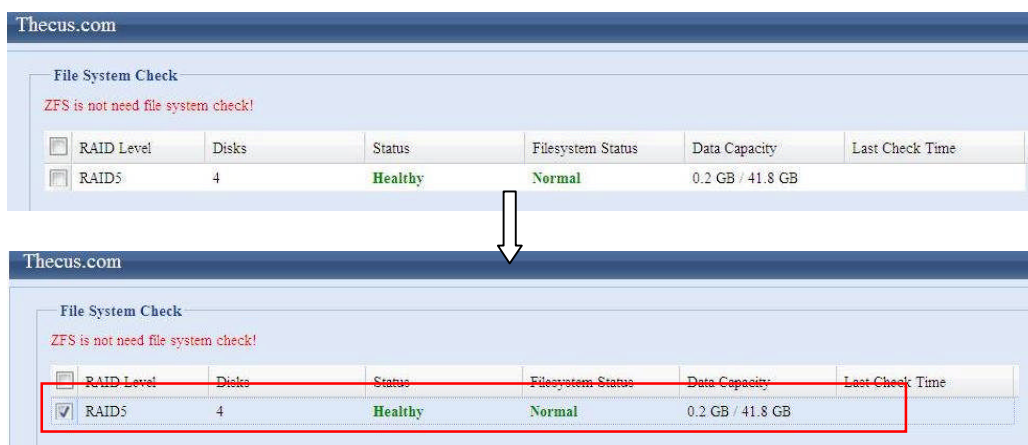 Thecus.com
File System Check
ZFS is not need file system check!
RAID Level Disks Status Filesystem Status Data Capacity Last Check Time
RAID5 4 Healthy Normal 0.2 GB / 41.8 GB
Thecus.com
File System Check
ZFS is not need file system check!
RAID Level Disks Status Filesystem Status Data Capacity Last Check Time
RAID5 4 Healthy Normal 0.2 GB / 41.8 GB